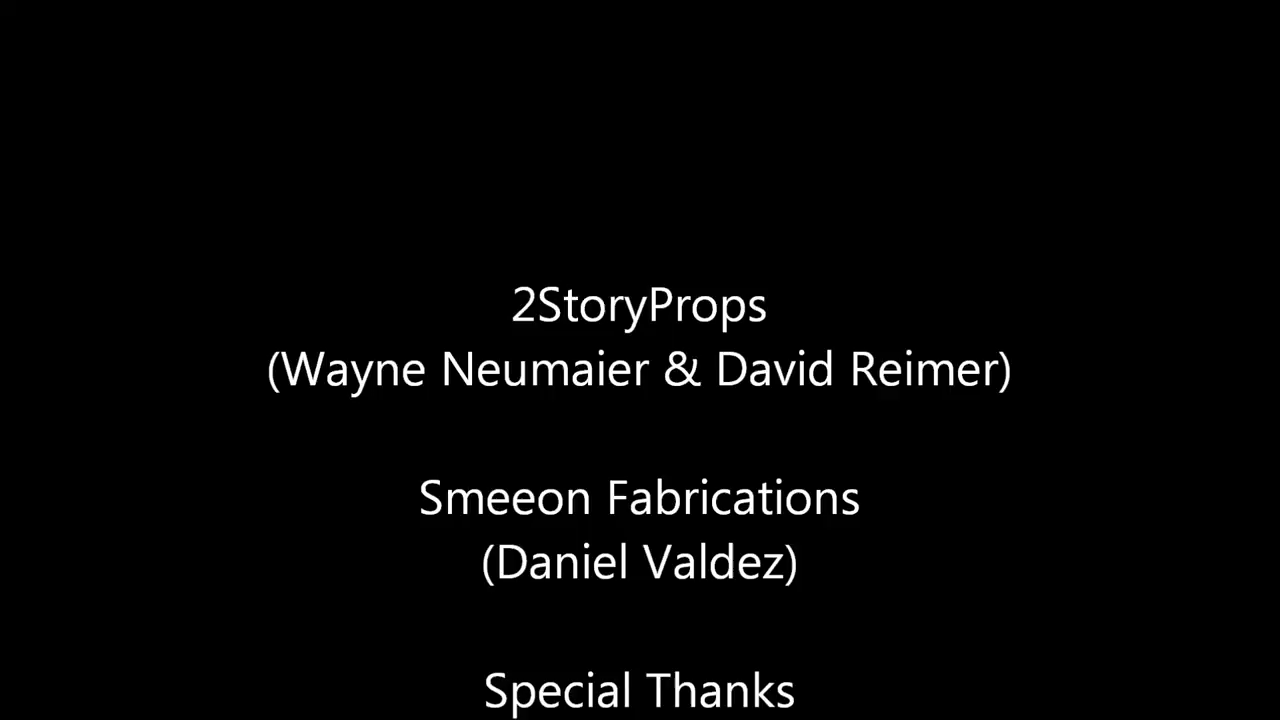 2StoryProps
(Wayne Neumaier & David Reimer)
Smeeon Fabrications
(Daniel Valdez)
Special Thanks